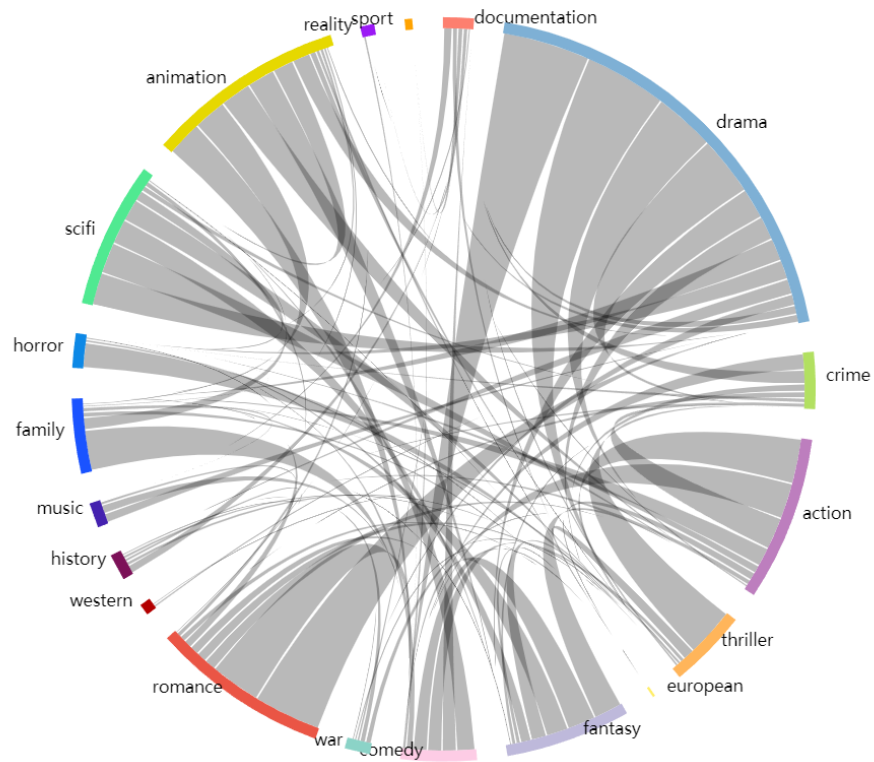 sport
documentation
reality
animation
drama
scifi
horror
crime
family
music
action
history
western
thriller
romance
european
fantasy
war
comedy